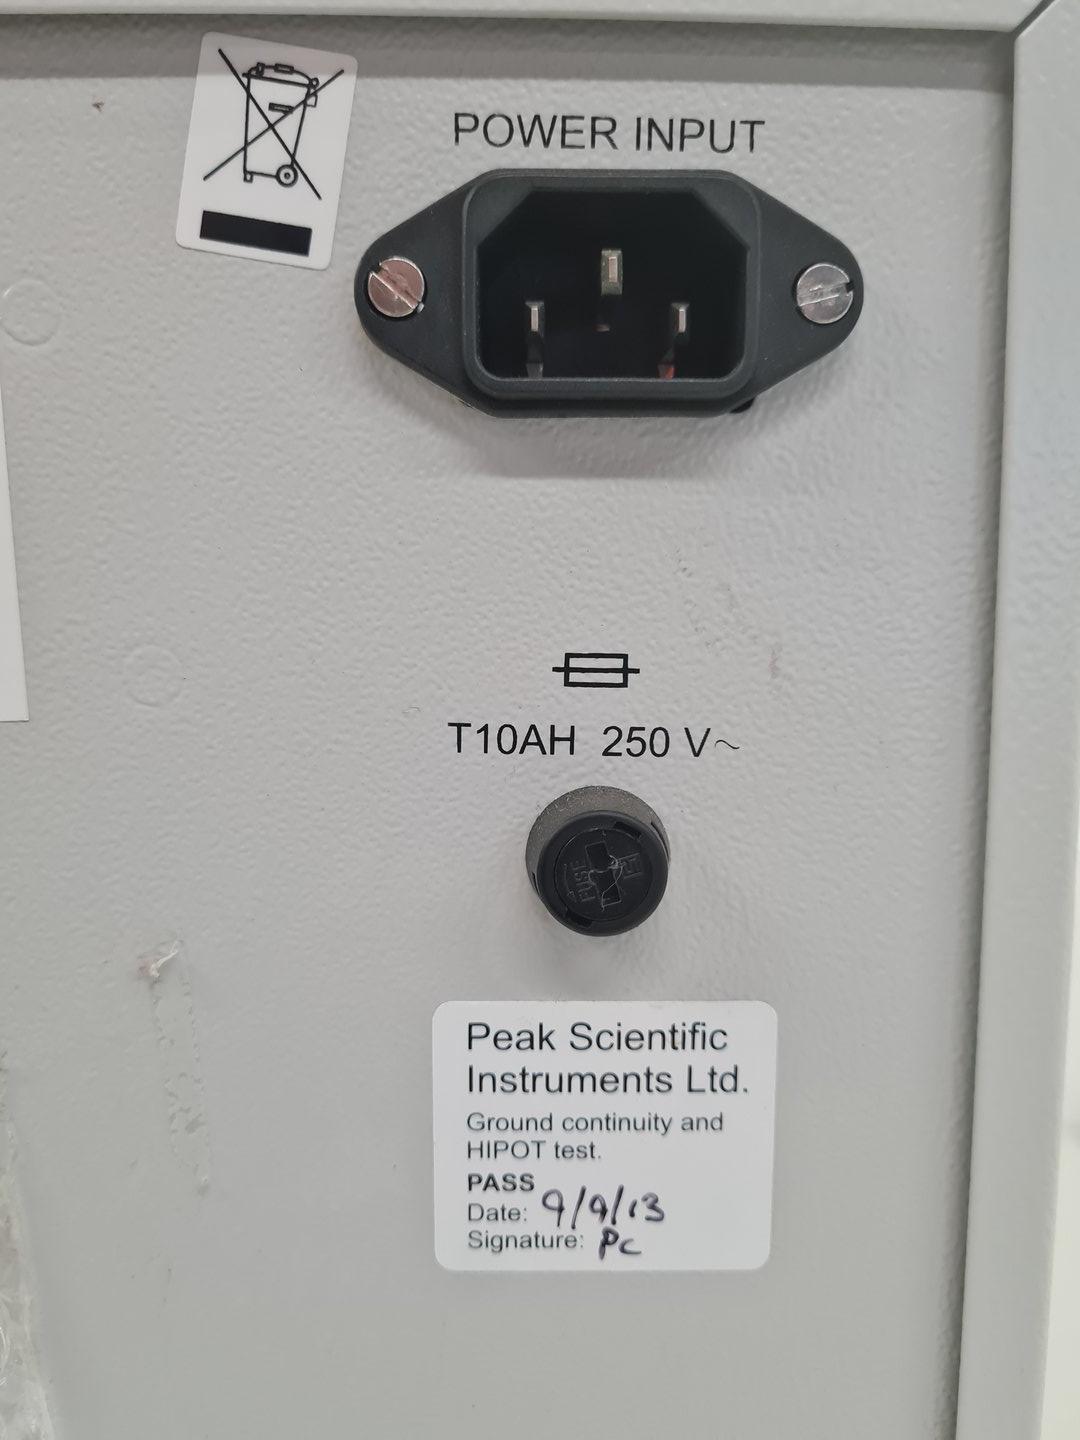 POWER INPUT
T10AH 250 V~
FUSE
Peak Scientific
Instruments Ltd.
Ground continuity and
HIPOT test.
PASS
Date: 9/9/13
Signature: PC